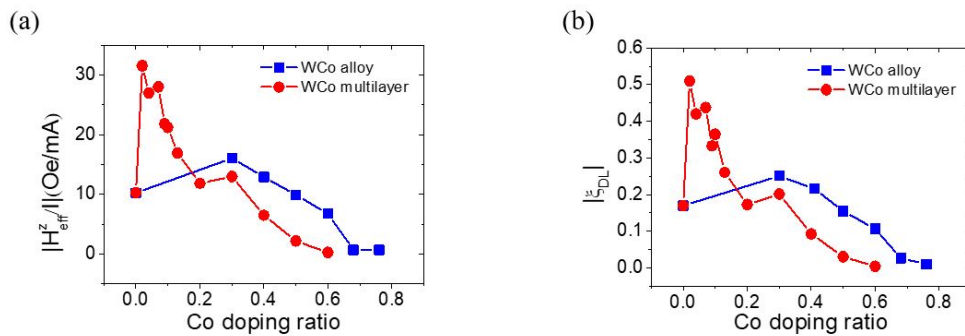 (a)
|H^z_eff/I|(Oe/mA)
30
20
10
0
WCo alloy
WCo multilayer
0.0 0.2 0.4 0.6 0.8
Co doping ratio
(b)
|ξ_DL|
0.6
0.5
0.4
0.3
0.2
0.1
0.0
WCo alloy
WCo multilayer
0.0 0.2 0.4 0.6 0.8
Co doping ratio